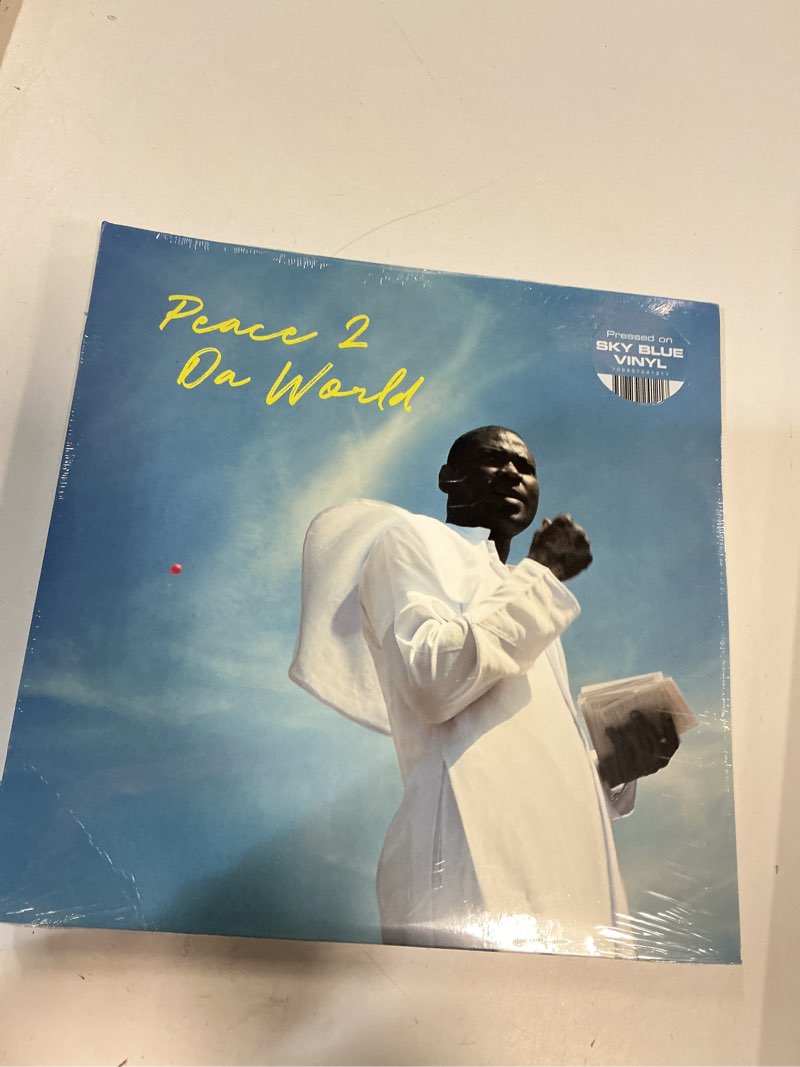 Peace 2
Da World
Pressed on
SKY BLUE
VINYL